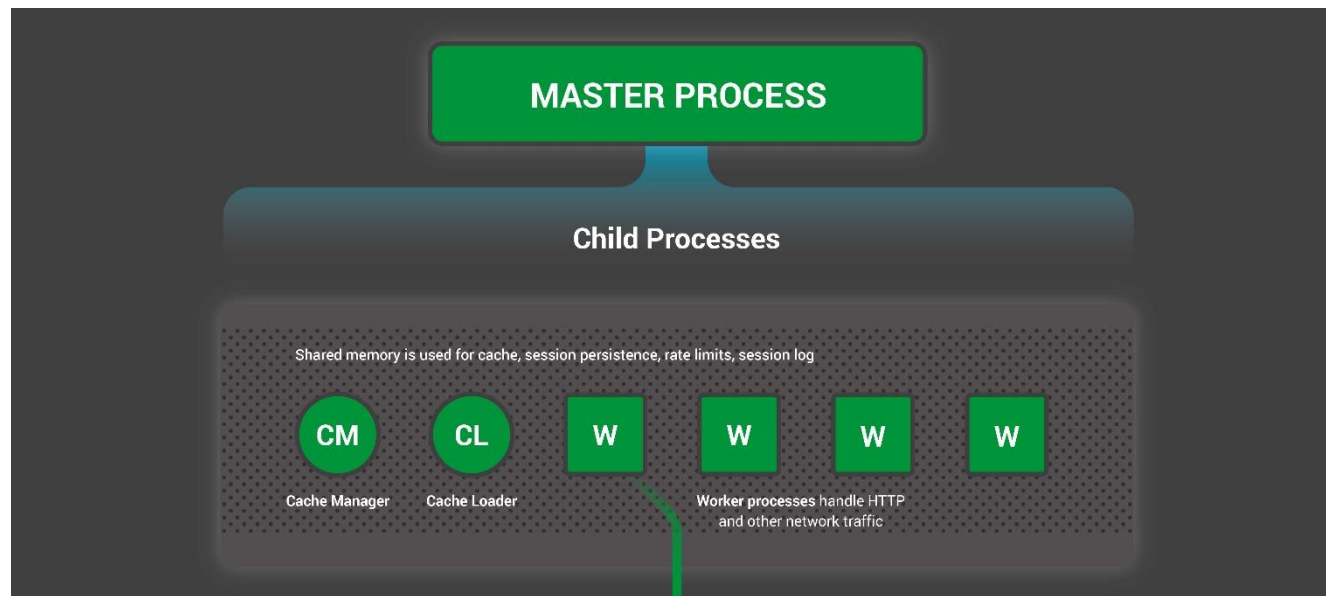 MASTER PROCESS
Child Processes
Shared memory is used for cache, session persistence, rate limits, session log
CM
CL
W
W
W
W
Cache Manager
Cache Loader
Worker processes handle HTTP
and other network traffic